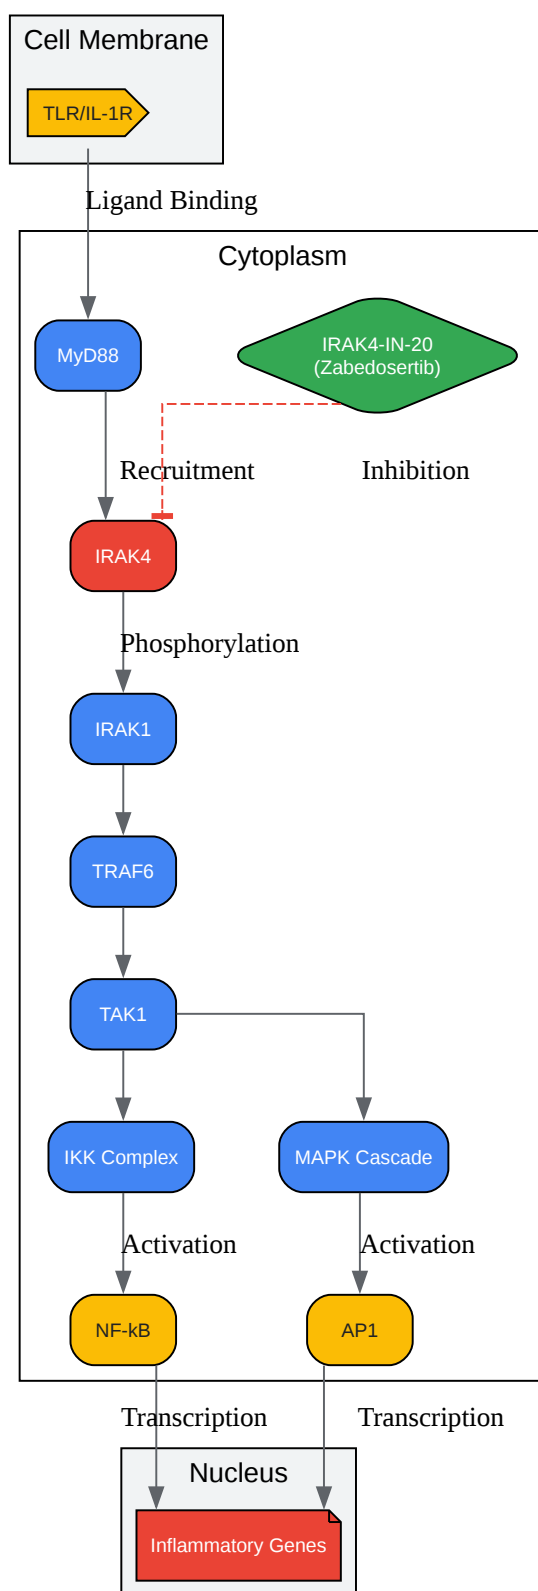 Cell Membrane
TLR/IL-1R
Ligand Binding
Cytoplasm
MyD88
IRAK4-IN-20
(Zabedosertib)
Recruitment
Inhibition
IRAK4
Phosphorylation
IRAK1
TRAF6
TAK1
IKK Complex
MAPK Cascade
Activation
Activation
NF-kB
AP1
Transcription
Transcription
Nucleus
Inflammatory Genes